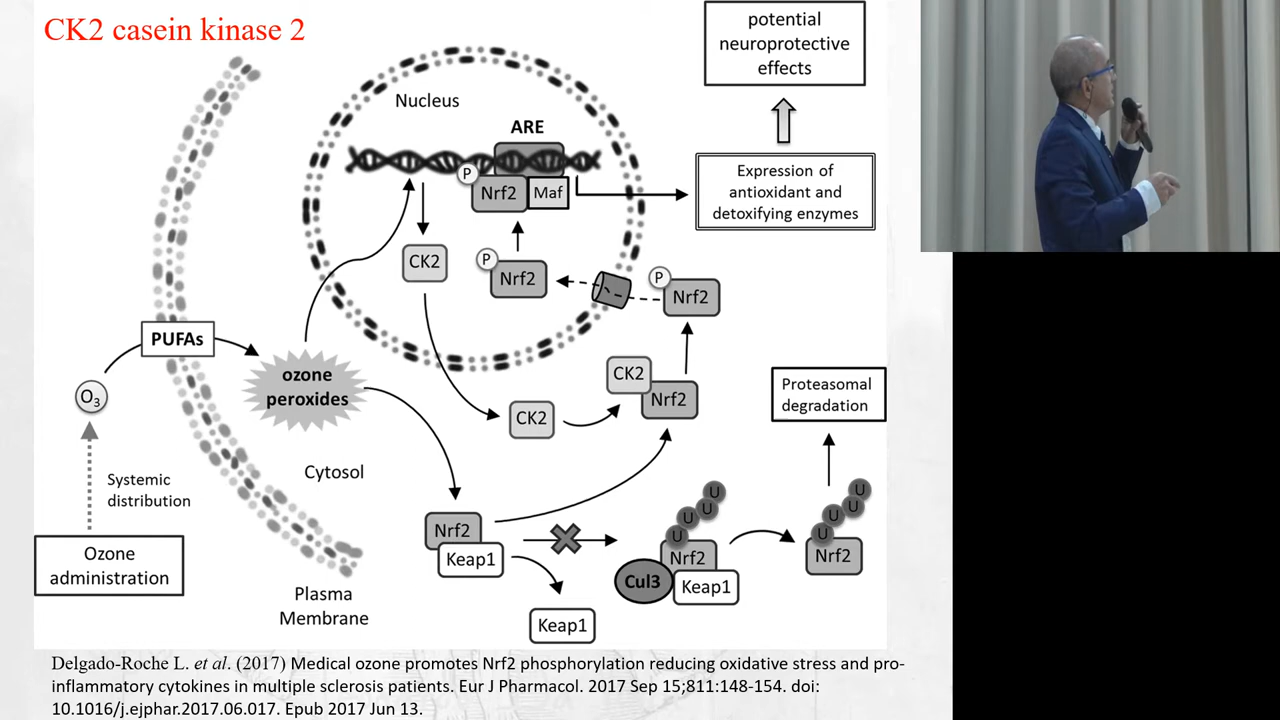 CK2 casein kinase 2
potential
neuroprotective
effects
Nucleus
ARE
P
Nrf2
Maf
Expression of
antioxidant and
detoxifying enzymes
CK2
P
Nrf2
P
Nrf2
PUFAs
ozone
peroxides
O3
CK2
Nrf2
CK2
Proteasomal
degradation
Cytosol
Systemic
distribution
Nrf2
Keap1
U
U
U
U
Nrf2
Cul3
Keap1
U
U
U
U
Nrf2
Ozone
administration
Plasma
Membrane
Keap1
Delgado-Roche L. et al. (2017) Medical ozone promotes Nrf2 phosphorylation reducing oxidative stress and pro-
inflammatory cytokines in multiple sclerosis patients. Eur J Pharmacol. 2017 Sep 15;811:148-154. doi:
10.1016/j.ejphar.2017.06.017. Epub 2017 Jun 13.